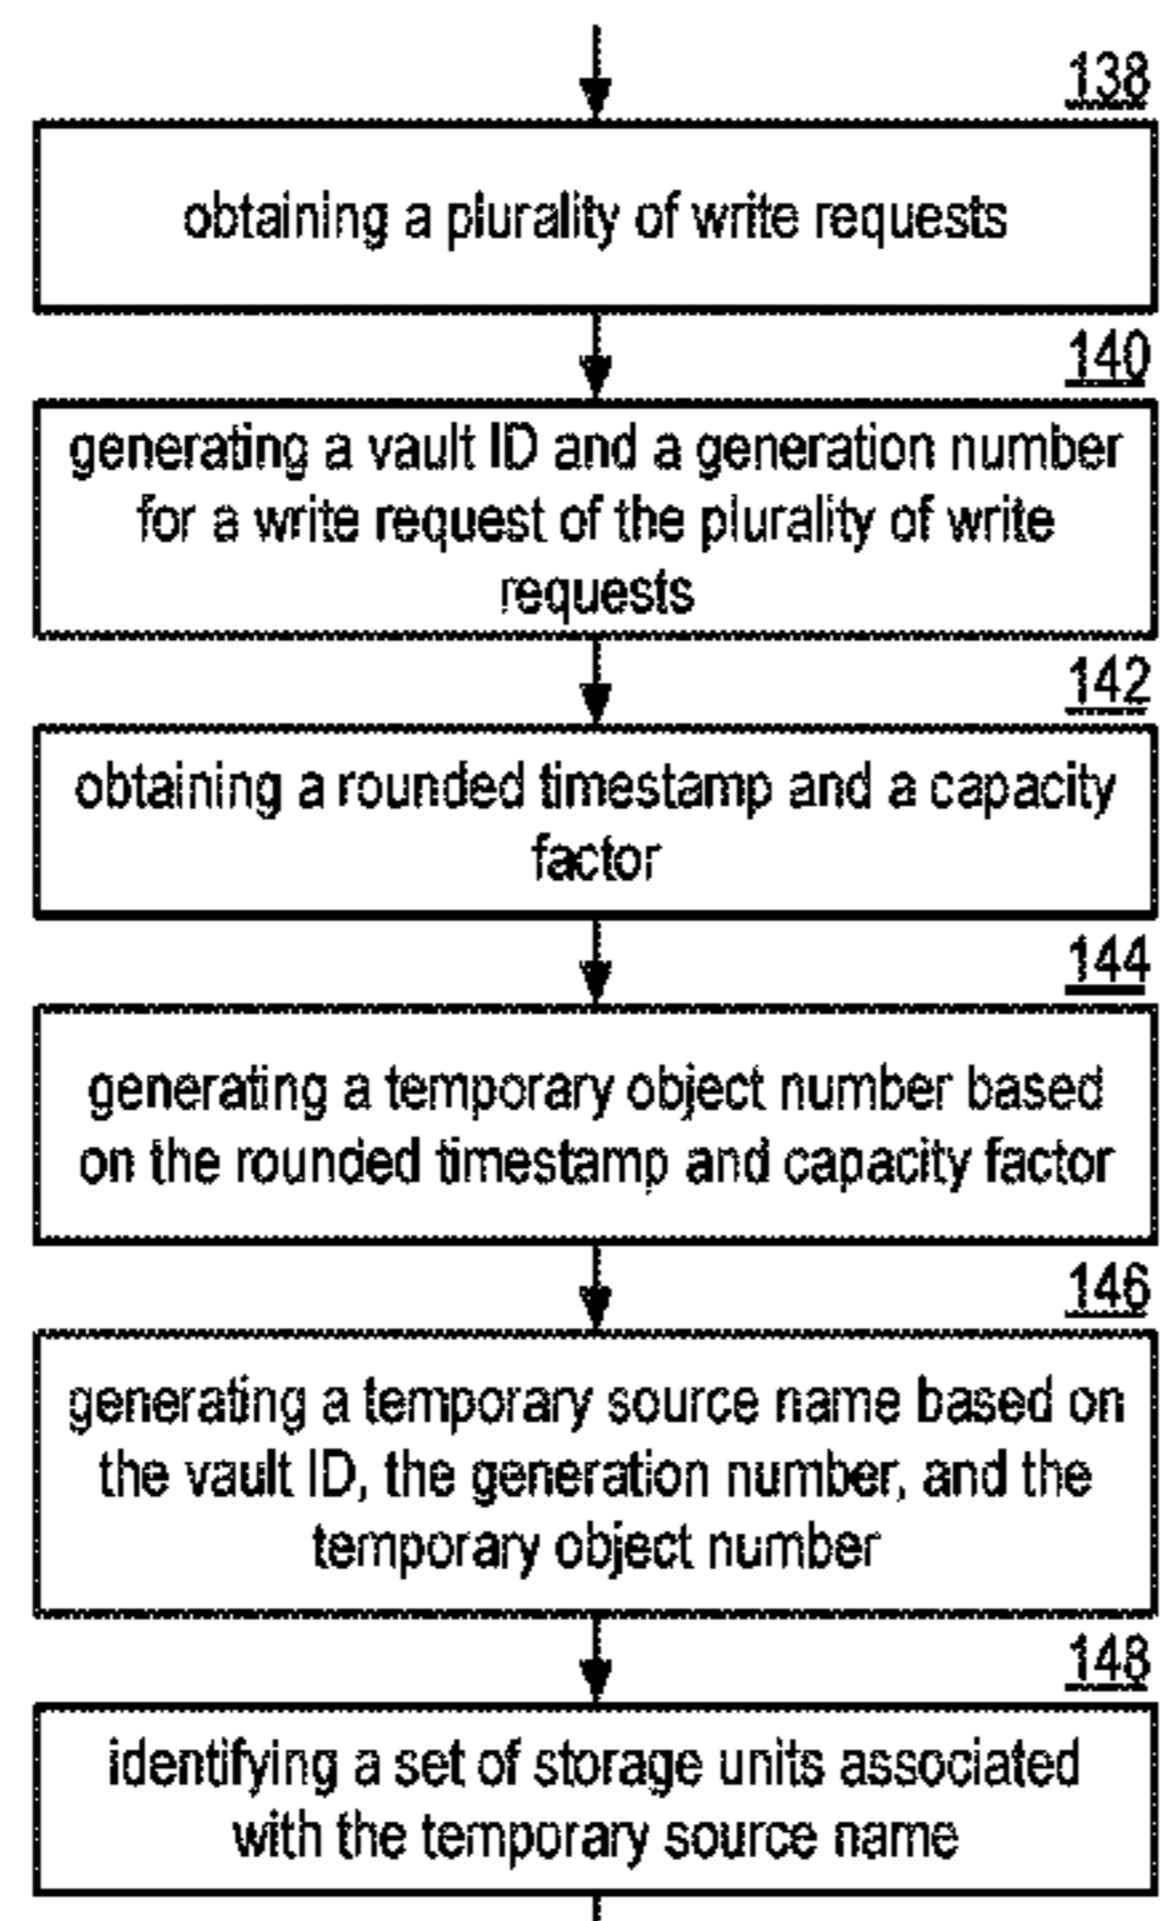 138
obtaining a plurality of write requests
140
generating a vault ID and a generation number
for a write request of the plurality of write
requests
142
obtaining a rounded timestamp and a capacity
factor
144
generating a temporary object number based
on the rounded timestamp and capacity factor
146
generating a temporary source name based on
the vault ID, the generation number, and the
temporary object number
148
identifying a set of storage units associated
with the temporary source name